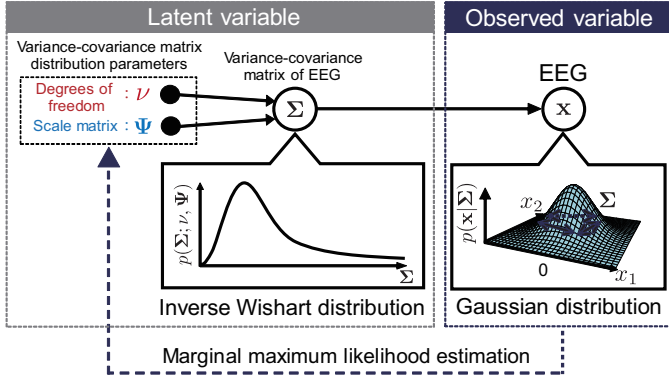 Latent variable
Observed variable
Variance-covariance matrix
distribution parameters
Degrees of
freedom : ν
Scale matrix : Ψ
Variance-covariance
matrix of EEG
Σ
EEG
x
p(Σ; ν, Ψ)
Σ
Inverse Wishart distribution
p(x|Σ)
x₂
Σ
0
x₁
Gaussian distribution
Marginal maximum likelihood estimation